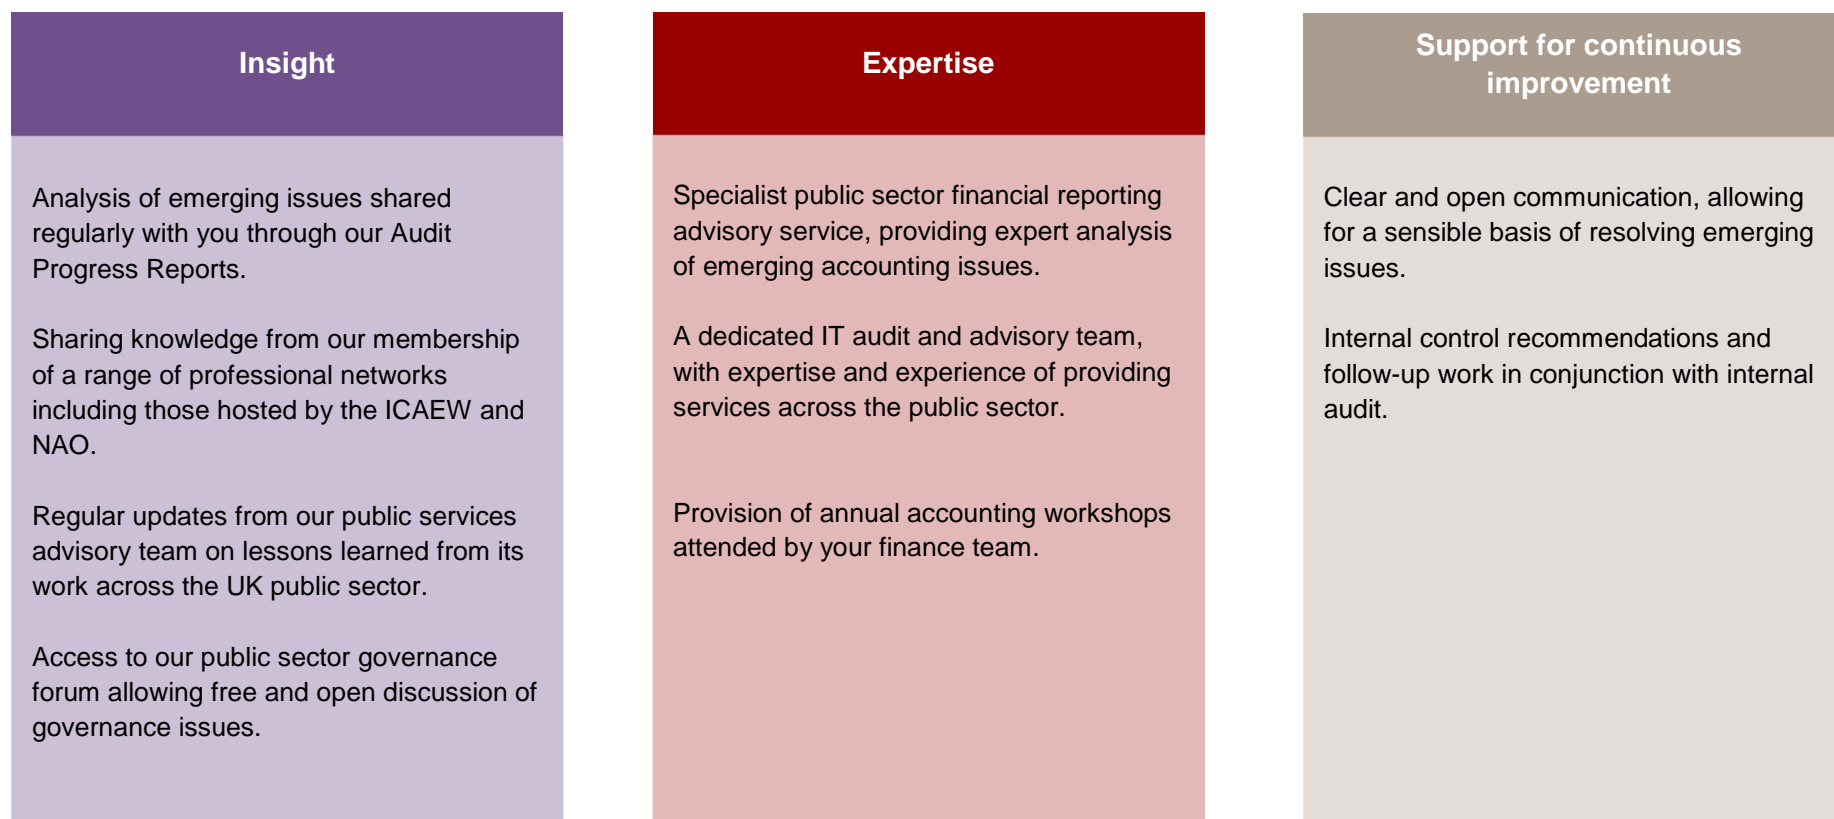 Insight
Analysis of emerging issues shared
regularly with you through our Audit
Progress Reports.
Sharing knowledge from our membership
of a range of professional networks
including those hosted by the ICAEW and
NAO.
Regular updates from our public services
advisory team on lessons learned from its
work across the UK public sector.
Access to our public sector governance
forum allowing free and open discussion of
governance issues.
Expertise
Specialist public sector financial reporting
advisory service, providing expert analysis
of emerging accounting issues.
A dedicated IT audit and advisory team,
with expertise and experience of providing
services across the public sector.
Provision of annual accounting workshops
attended by your finance team.
Support for continuous
improvement
Clear and open communication, allowing
for a sensible basis of resolving emerging
issues.
Internal control recommendations and
follow-up work in conjunction with internal
audit.